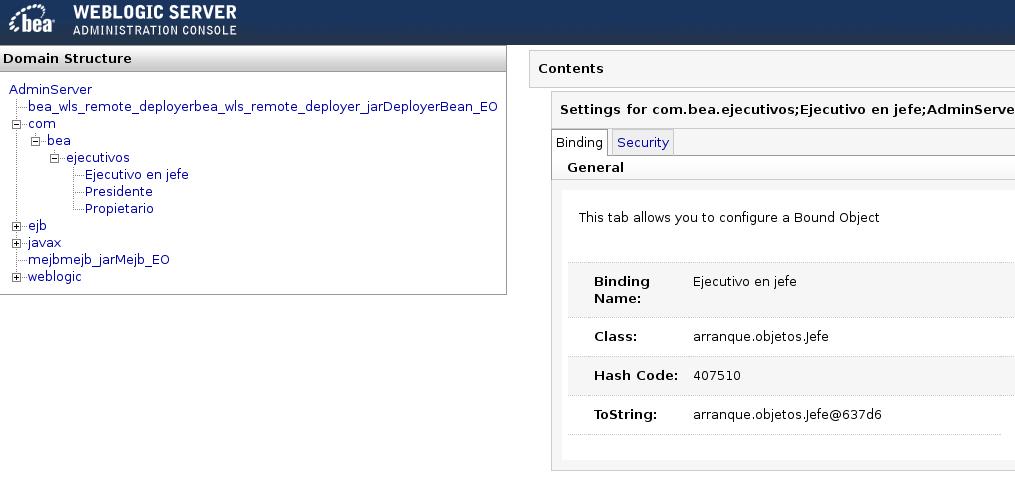 bea
WEBLOGIC SERVER
ADMINISTRATION CONSOLE
Domain Structure
AdminServer
bea_wls_remote_deployerbea_wls_remote_deployer_jarDeployerBean_EO
com
bea
ejecutivos
Ejecutivo en jefe
Presidente
Propietario
ejb
javax
mejbmejb_jarMejb_EO
weblogic
Contents
Settings for com.bea.ejecutivos;Ejecutivo en jefe;AdminServe
Binding Security
General
This tab allows you to configure a Bound Object
Binding Name: Ejecutivo en jefe
Class: arranque.objetos.Jefe
Hash Code: 407510
ToString: arranque.objetos.Jefe@637d6